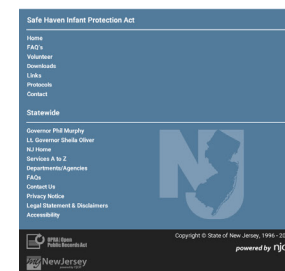 Safe Haven Infant Protection Act
Home
FAQ's
Volunteer
Downloads
Links
Protocols
Contact
Statewide
Governor Phil Murphy
Lt. Governor Sheila Oliver
NJ Home
Services A to Z
Departments/Agencies
FAQs
Contact Us
Privacy Notice
Legal Statement & Disclaimers
Accessibility
NJ
OPRA | Open
Public Records Act
Copyright © State of New Jersey, 1996 - 20
powered by njo
NewJersey